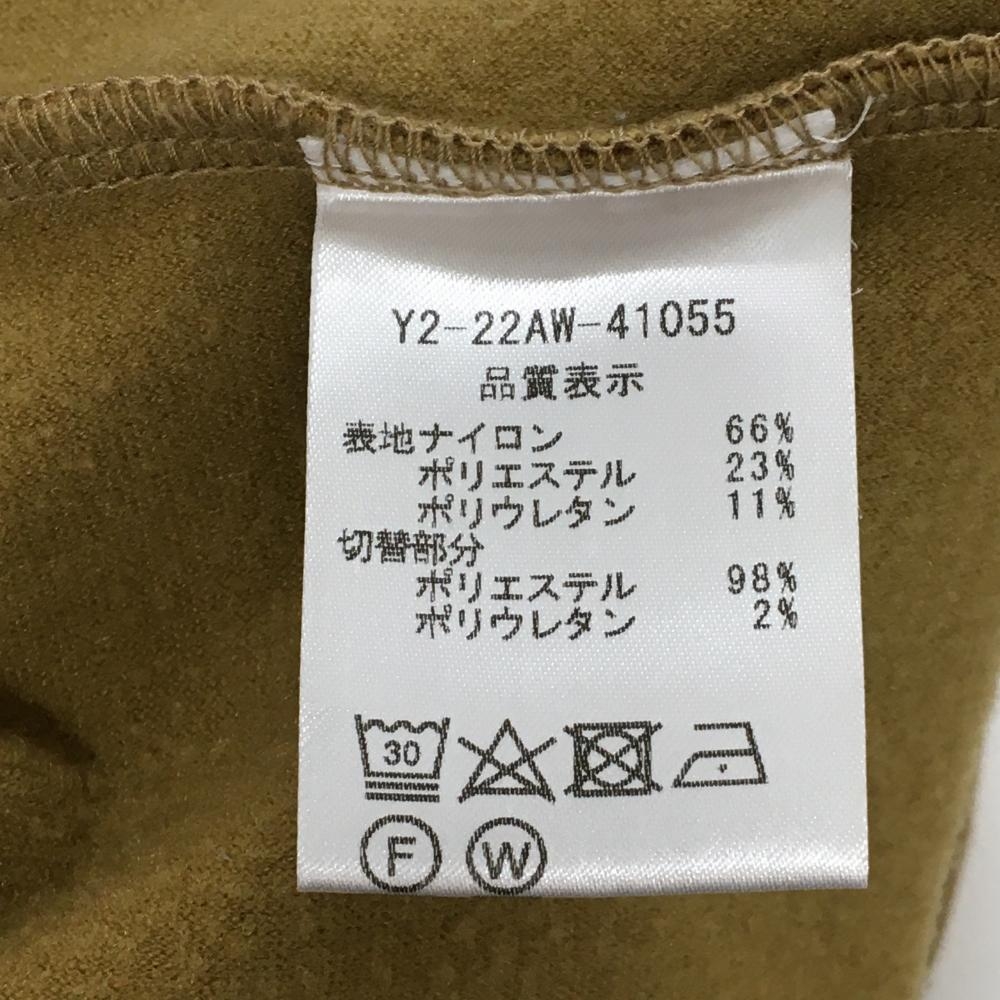 Y2-22AW-41055
品質表示
表地ナイロン 66%
ポリエステル 23%
ポリウレタン 11%
切替部分
ポリエステル 98%
ポリウレタン 2%
30
F W